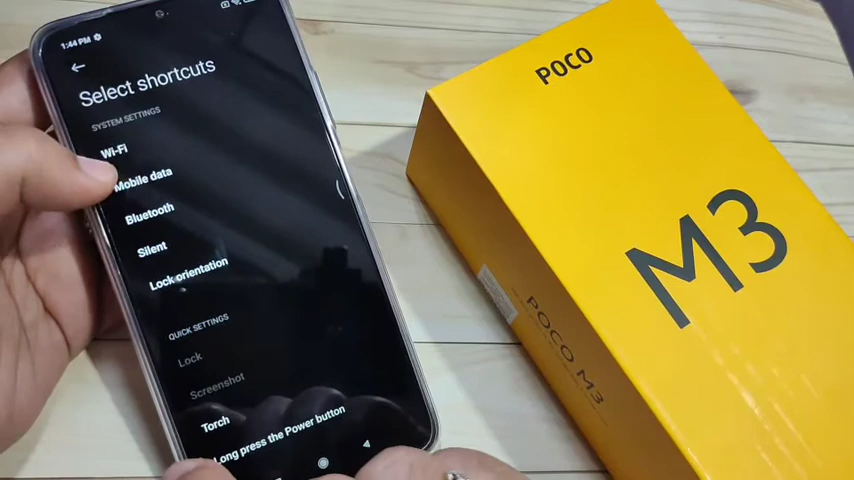 1:44 PM
Select shortcuts
SYSTEM SETTINGS
Wi-Fi
Mobile data
Bluetooth
Silent
Lock orientation
QUICK SETTINGS
Lock
Screenshot
Torch
Long press the Power button
POCO
M3
POCO M3